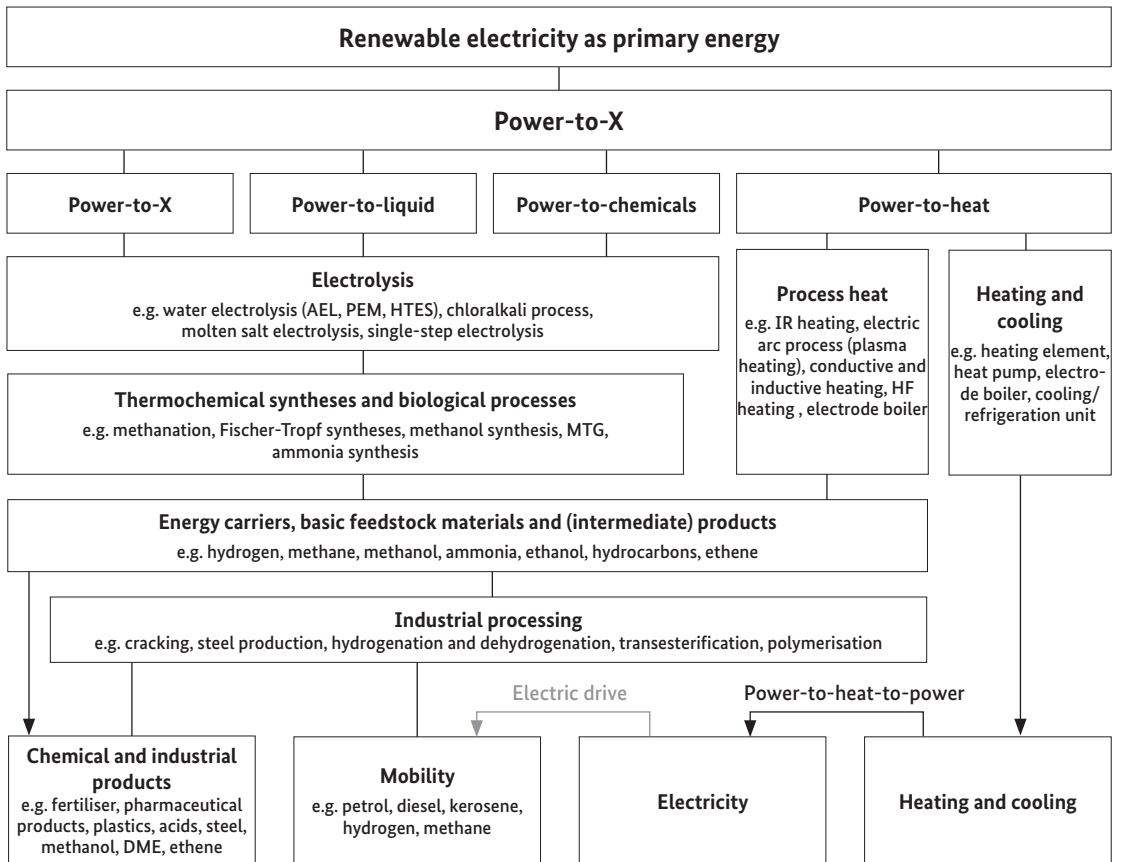 Renewable electricity as primary energy
Power-to-X
Power-to-X
Power-to-liquid
Power-to-chemicals
Power-to-heat
Electrolysis
e.g. water electrolysis (AEL, PEM, HTES), chloralkali process,
molten salt electrolysis, single-step electrolysis
Process heat
e.g. IR heating, electric
arc process (plasma
heating), conductive and
inductive heating, HF
heating , electrode boiler
Heating and
cooling
e.g. heating element,
heat pump, electro-
de boiler, cooling/
refrigeration unit
Thermochemical syntheses and biological processes
e.g. methanation, Fischer-Tropf syntheses, methanol synthesis, MTG,
ammonia synthesis
Energy carriers, basic feedstock materials and (intermediate) products
e.g. hydrogen, methane, methanol, ammonia, ethanol, hydrocarbons, ethene
Industrial processing
e.g. cracking, steel production, hydrogenation and dehydrogenation, transesterification, polymerisation
Electric drive
Power-to-heat-to-power
Chemical and industrial
products
e.g. fertiliser, pharmaceutical
products, plastics, acids, steel,
methanol, DME, ethene
Mobility
e.g. petrol, diesel, kerosene,
hydrogen, methane
Electricity
Heating and cooling